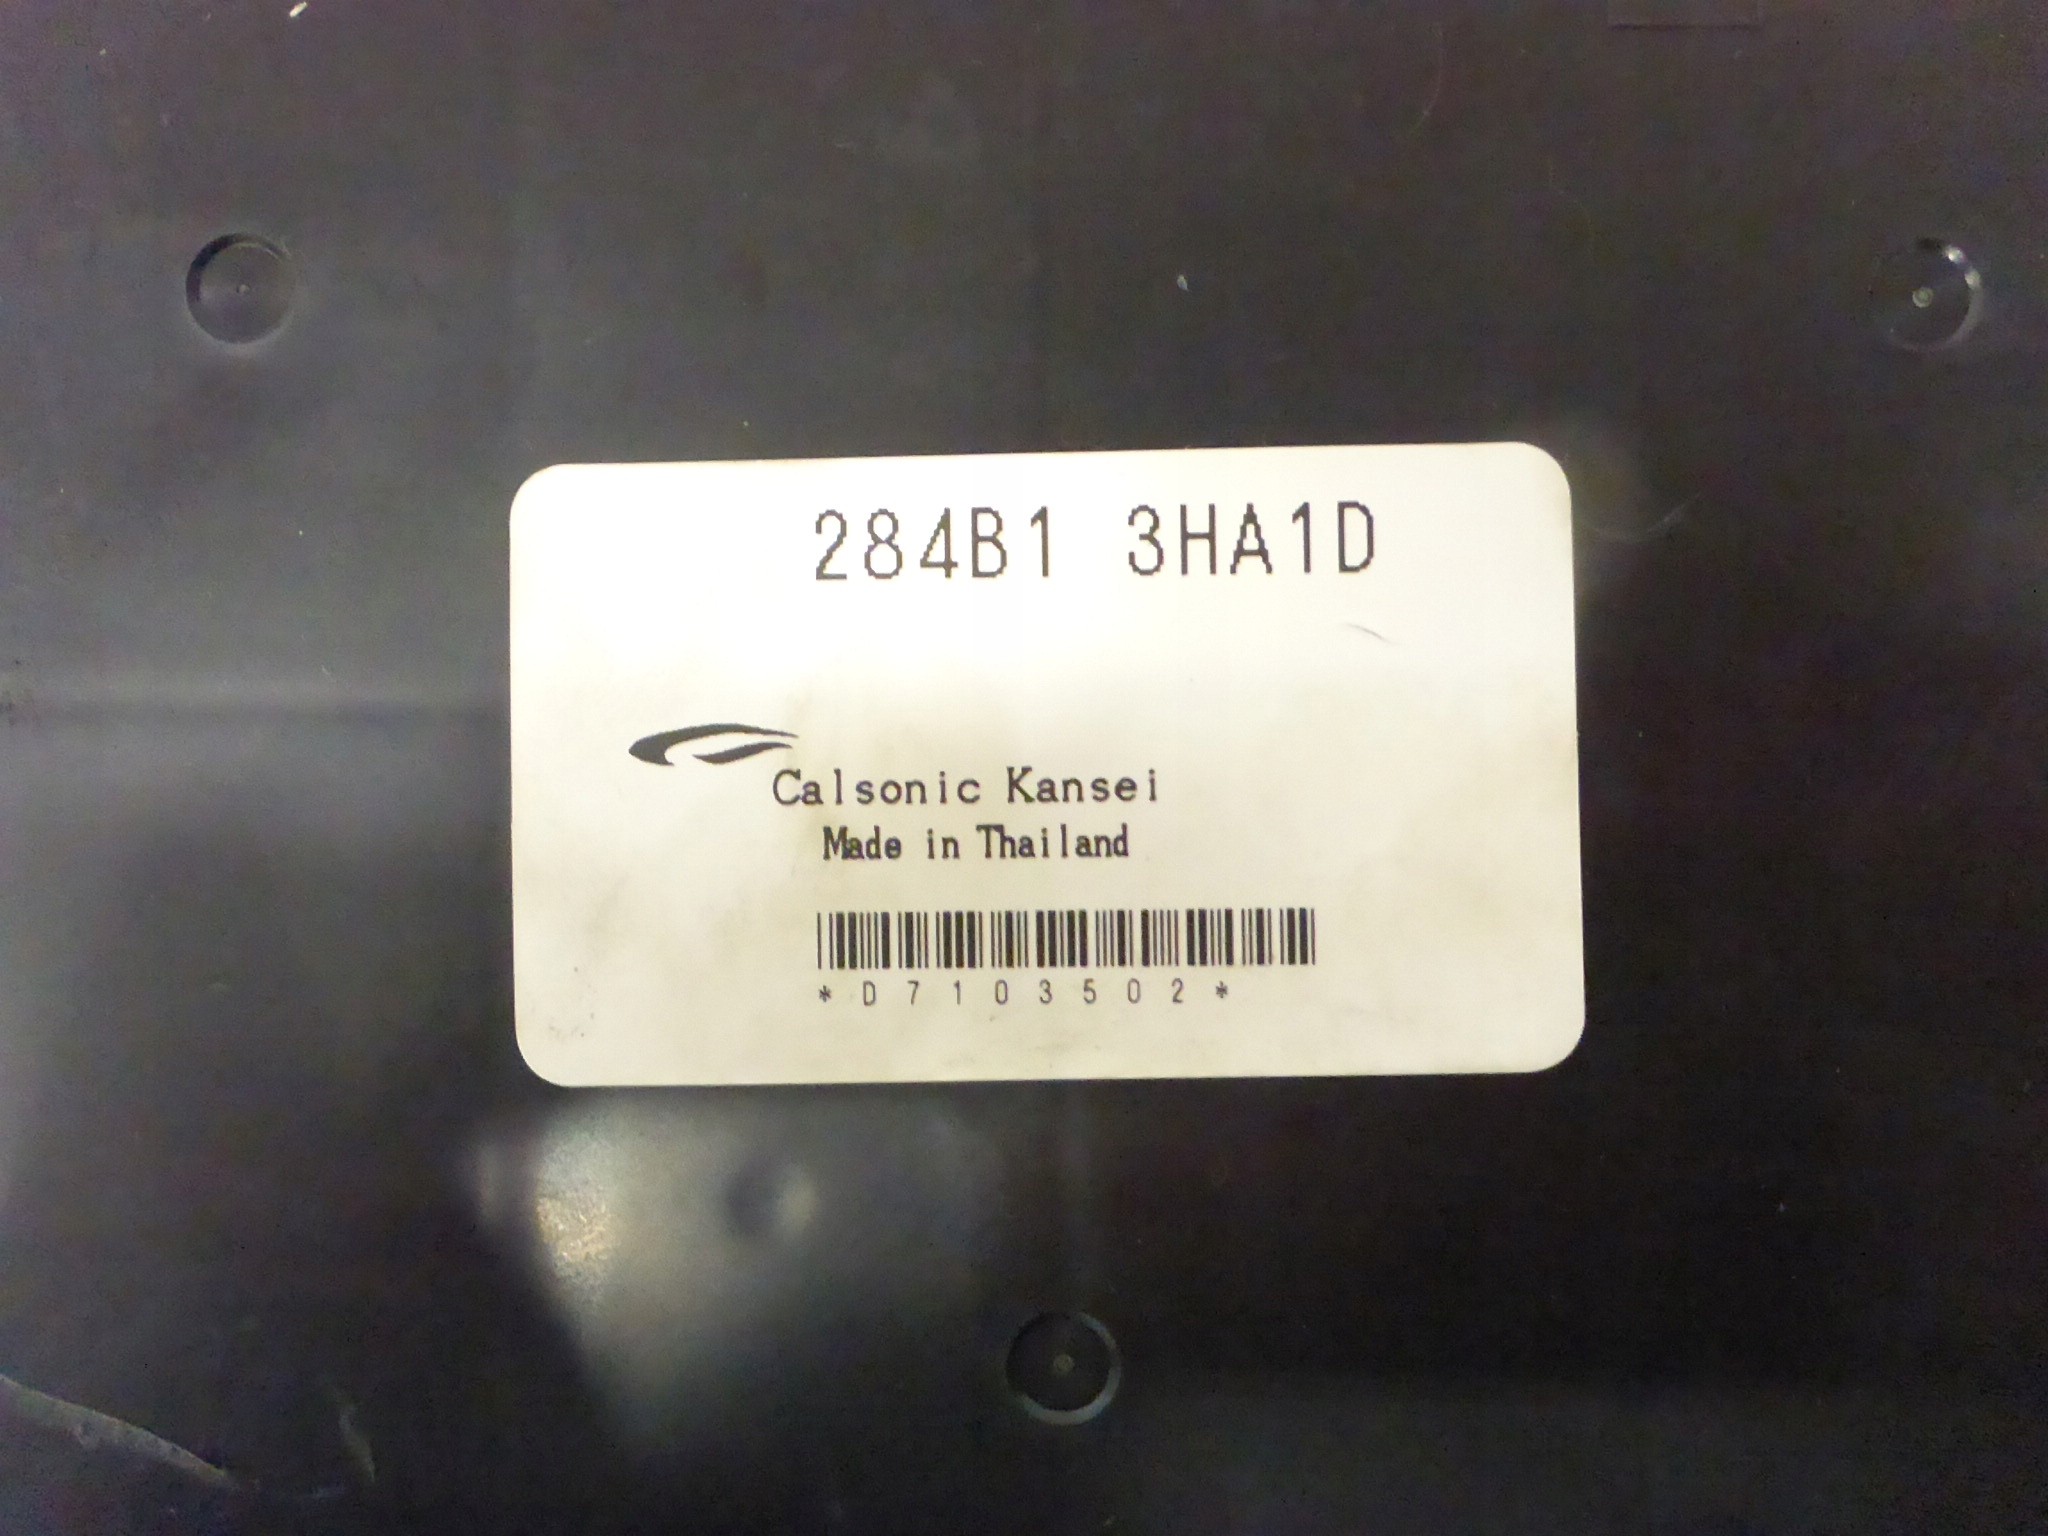 284B1 3HA1D
Calsonic Kansei
Made in Thailand
*D7103502*